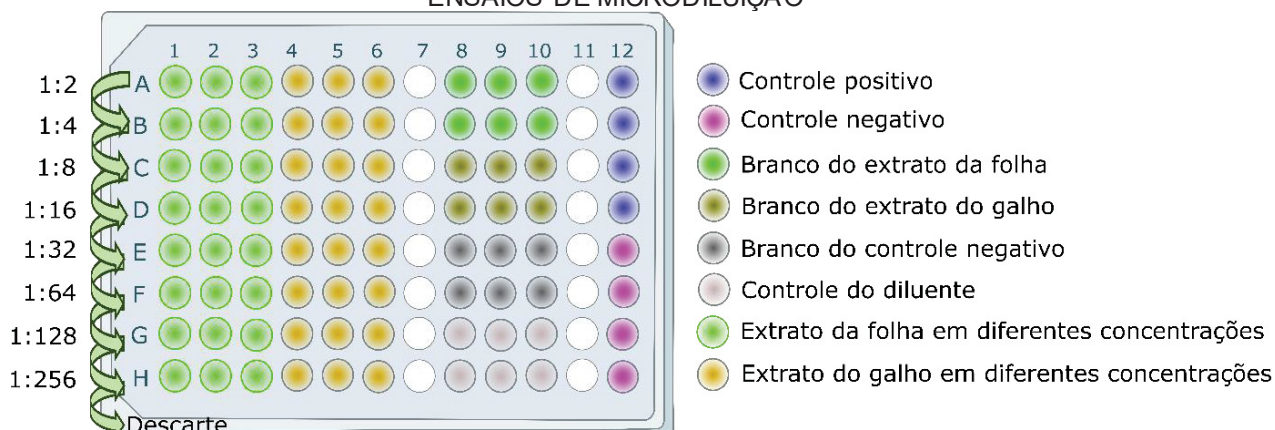 ENSAIOS DE MICRODILUIÇÃO
1 2 3 4 5 6 7 8 9 10 11 12
1:2 A
1:4 B
1:8 C
1:16 D
1:32 E
1:64 F
1:128 G
1:256 H
Descarte
Controle positivo
Controle negativo
Branco do extrato da folha
Branco do extrato do galho
Branco do controle negativo
Controle do diluente
Extrato da folha em diferentes concentrações
Extrato do galho em diferentes concentrações